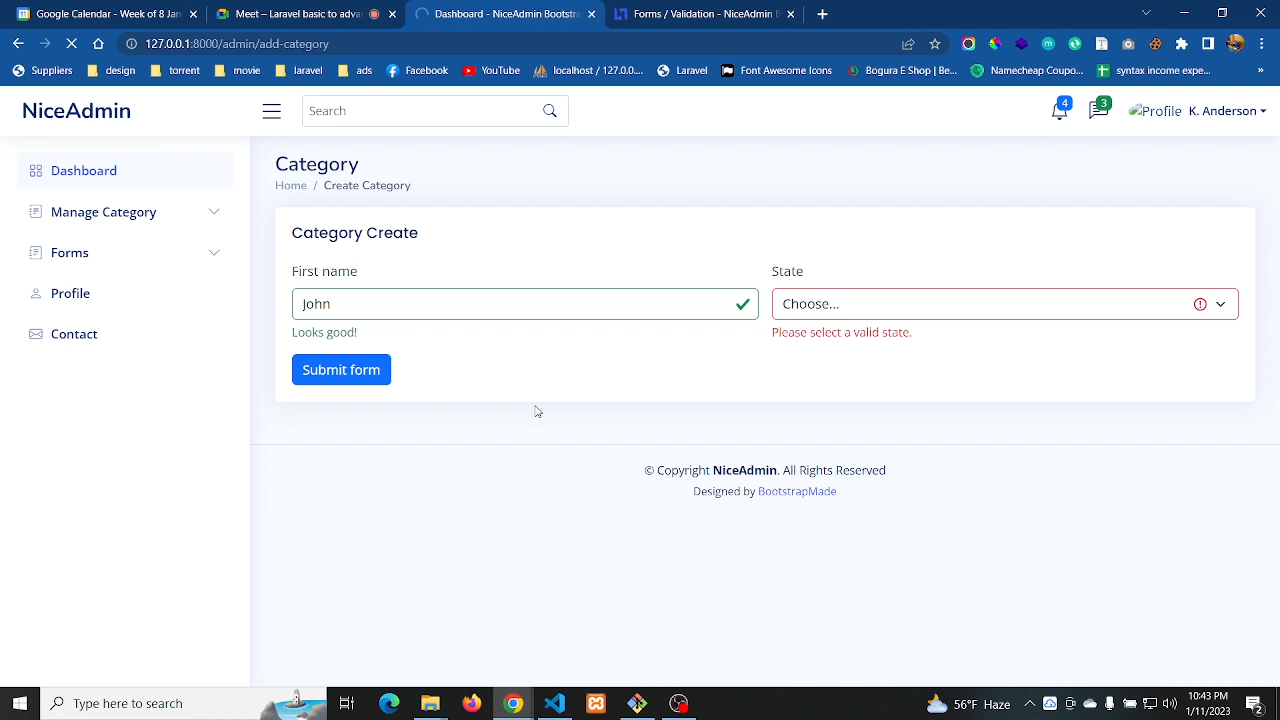 Google Calendar - Week of 8 Jan
Meet – Laravel basic to adva
Dashboard - NiceAdmin Bootstra
Forms / Validation - NiceAdmin B
127.0.0.1:8000/admin/add-category
Suppliers
design
torrent
movie
laravel
ads
Facebook
YouTube
localhost / 127.0....
Laravel
Font Awesome Icons
Bogura E Shop | Be...
Namecheap Coupo...
syntax income expe...
»
NiceAdmin
Search
4
3
Profile K. Anderson
Dashboard
Manage Category
Forms
Profile
Contact
Category
Home / Create Category
Category Create
First name
State
John
Choose...
Looks good!
Please select a valid state.
Submit form
© Copyright NiceAdmin. All Rights Reserved
Designed by BootstrapMade
Type here to search
56°F Haze
10:43 PM
1/11/2023
2